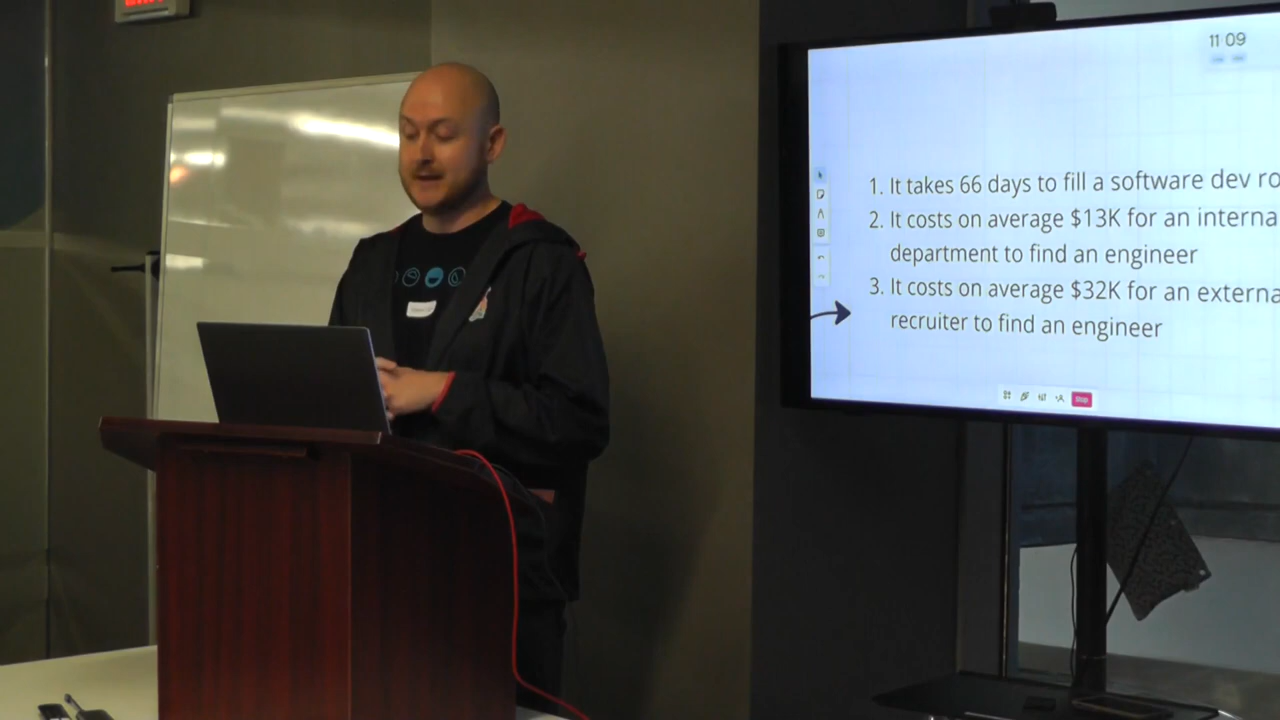 11 09
1. It takes 66 days to fill a software dev ro
2. It costs on average $13K for an interna
department to find an engineer
3. It costs on average $32K for an externa
recruiter to find an engineer
Stop